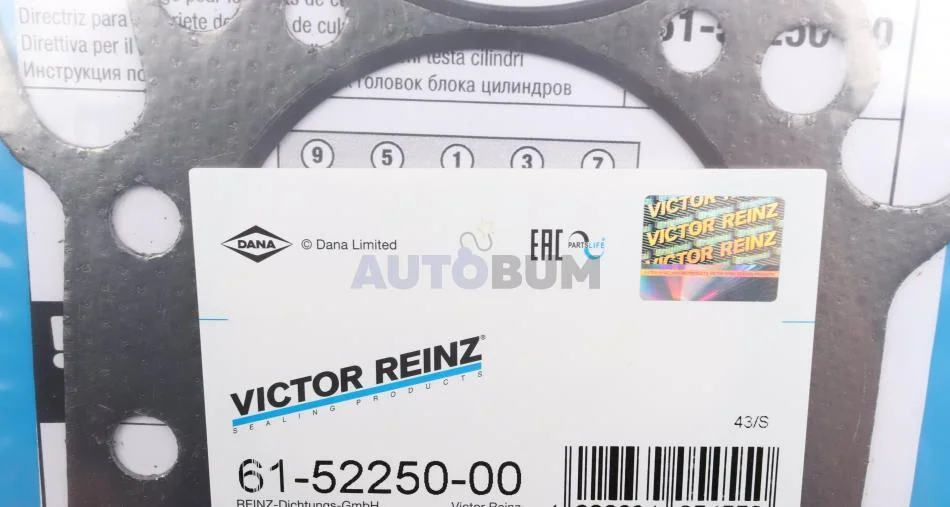 Directriz para
Direttiva per il
Инструкция по
de cul
testa cilindri
головок блока цилиндров
9 5 1 3 7
DANA © Dana Limited
EAC PARTSLIFE
VICTOR REINZ
VICTOR REINZ
VICTOR REINZ
AUTOBUM
VICTOR REINZ®
SEALING PRODUCTS
43/S
61-52250-00
REINZ-Dichtungs-GmbH Victor Reinz